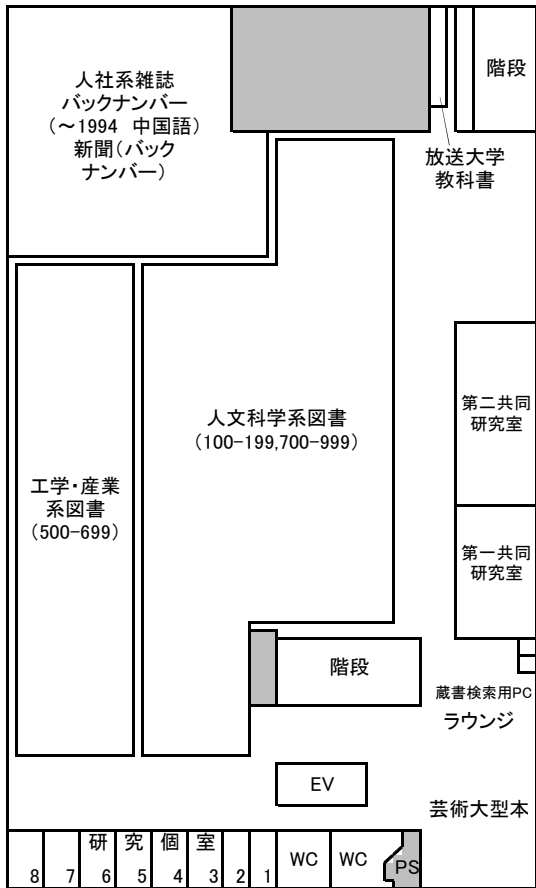 人社系雑誌
バックナンバー
(～1994 中国語)
新聞(バック
ナンバー)
階段
放送大学
教科書
第二共同
研究室
人文科学系図書
(100-199,700-999)
工学・産業
系図書
(500-699)
第一共同
研究室
階段
蔵書検索用PC
ラウンジ
EV
芸術大型本
研 究 個 室
8 7 6 5 4 3 2 1
WC WC PS